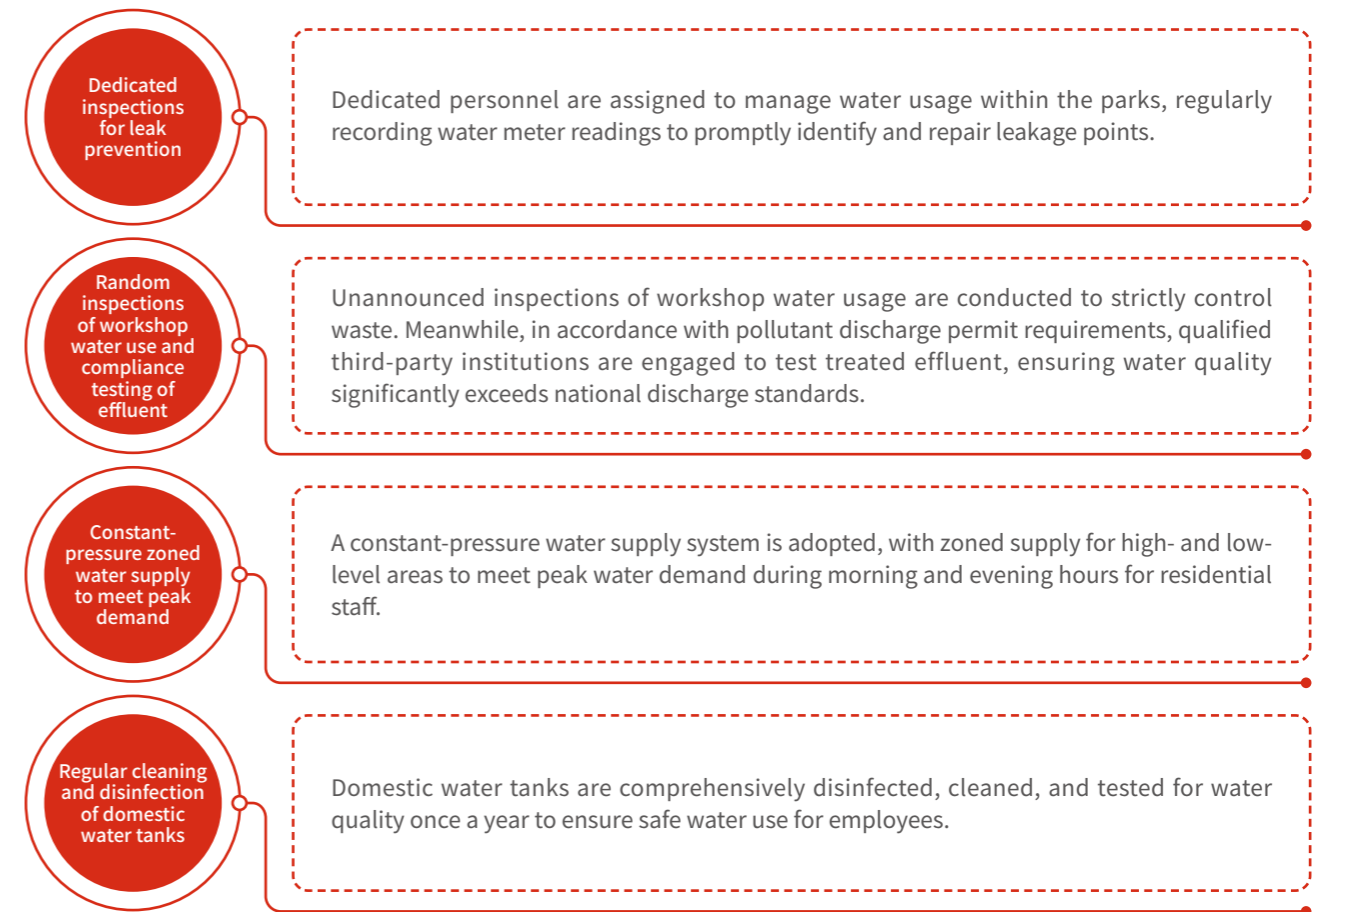 Dedicated
inspections
for leak
prevention
Dedicated personnel are assigned to manage water usage within the parks, regularly
recording water meter readings to promptly identify and repair leakage points.
Random
inspections
of workshop
water use and
compliance
testing of
effluent
Unannounced inspections of workshop water usage are conducted to strictly control
waste. Meanwhile, in accordance with pollutant discharge permit requirements, qualified
third-party institutions are engaged to test treated effluent, ensuring water quality
significantly exceeds national discharge standards.
Constant-
pressure zoned
water supply
to meet peak
demand
A constant-pressure water supply system is adopted, with zoned supply for high- and low-
level areas to meet peak water demand during morning and evening hours for residential
staff.
Regular cleaning
and disinfection
of domestic
water tanks
Domestic water tanks are comprehensively disinfected, cleaned, and tested for water
quality once a year to ensure safe water use for employees.